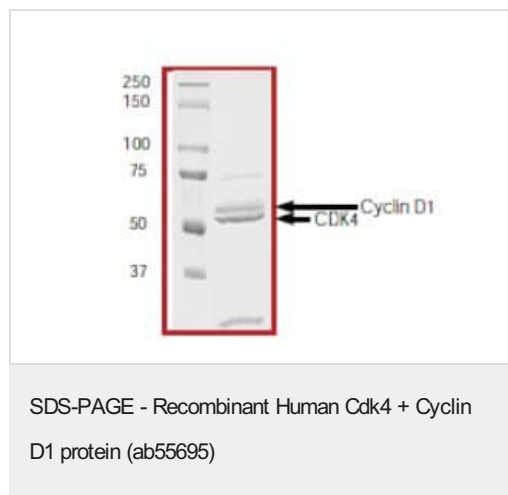 250
150
100
75
Cyclin D1
CDK4
50
37
SDS-PAGE - Recombinant Human Cdk4 + Cyclin
D1 protein (ab55695)